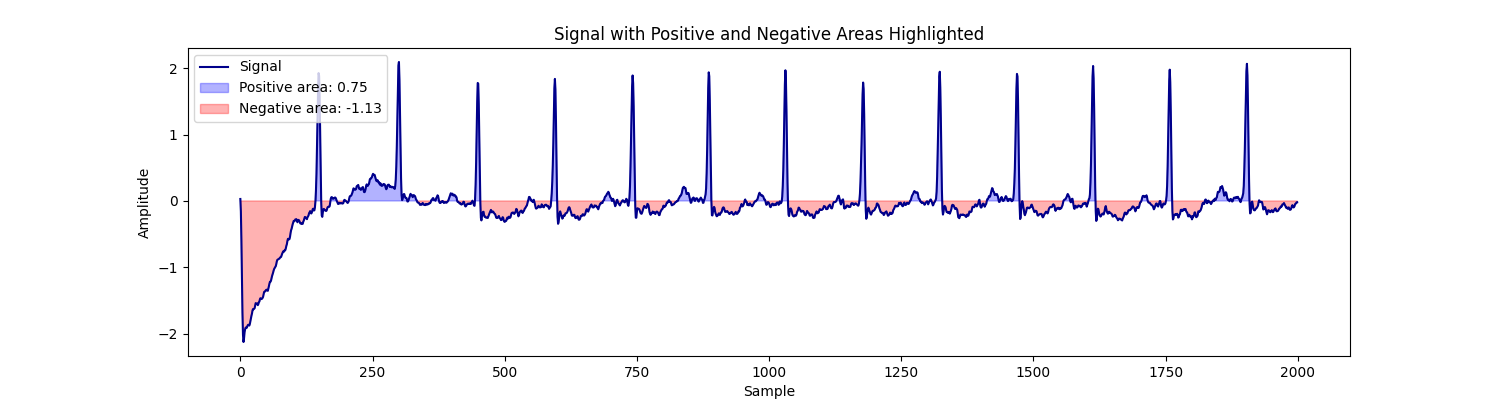 Signal with Positive and Negative Areas Highlighted
Signal
Positive area: 0.75
Negative area: -1.13
Amplitude
2
1
0
−1
−2
0
250
500
750
1000
1250
1500
1750
2000
Sample